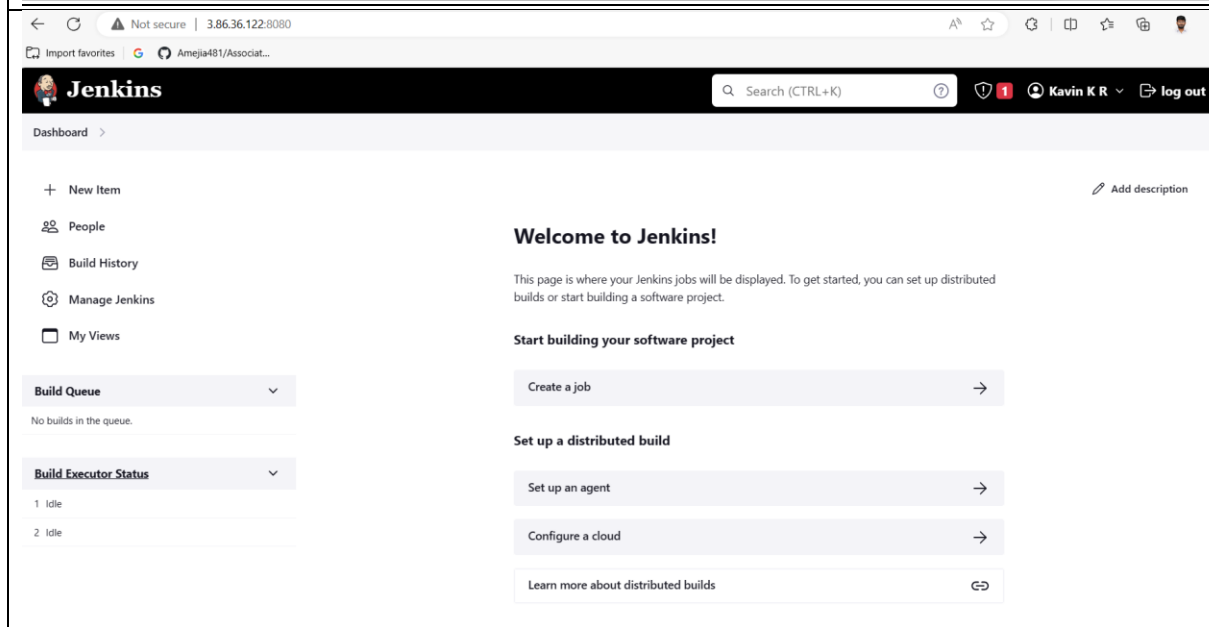 Not secure | 3.86.36.122:8080
Import favorites Amejia481/Associat...
Jenkins Search (CTRL+K) 1 Kavin K R log out
Dashboard
New Item
Add description
People
Build History
Manage Jenkins
My Views
Build Queue
No builds in the queue.
Build Executor Status
1 Idle
2 Idle
Welcome to Jenkins!
This page is where your Jenkins jobs will be displayed. To get started, you can set up distributed
builds or start building a software project.
Start building your software project
Create a job
Set up a distributed build
Set up an agent
Configure a cloud
Learn more about distributed builds